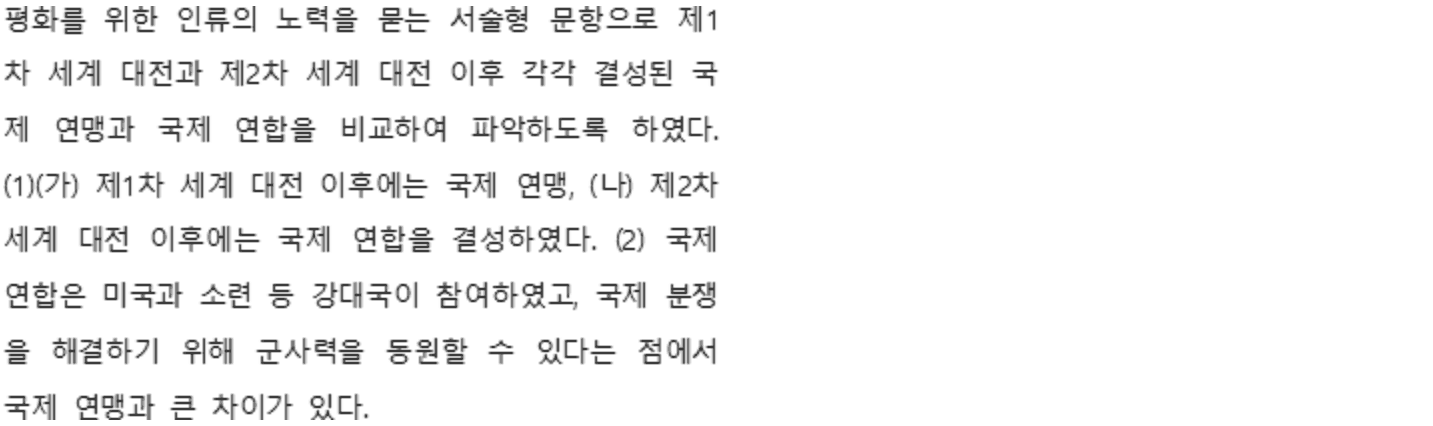 평화를 위한 인류의 노력을 묻는 서술형 문항으로 제1
차 세계 대전과 제2차 세계 대전 이후 각각 결성된 국
제 연맹과 국제 연합을 비교하여 파악하도록 하였다.
(1)(가) 제1차 세계 대전 이후에는 국제 연맹, (나) 제2차
세계 대전 이후에는 국제 연합을 결성하였다. (2) 국제
연합은 미국과 소련 등 강대국이 참여하였고, 국제 분쟁
을 해결하기 위해 군사력을 동원할 수 있다는 점에서
국제 연맹과 큰 차이가 있다.